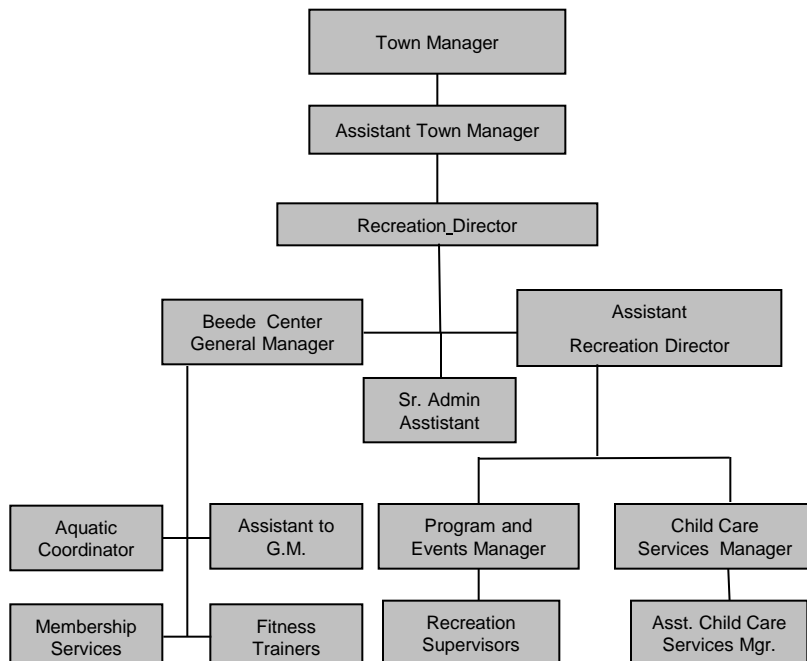 Town Manager
Assistant Town Manager
Recreation Director
Beede Center
General Manager
Assistant
Recreation Director
Sr. Admin
Asstistant
Aquatic
Coordinator
Assistant to
G.M.
Program and
Events Manager
Child Care
Services Manager
Membership
Services
Fitness
Trainers
Recreation
Supervisors
Asst. Child Care
Services Mgr.